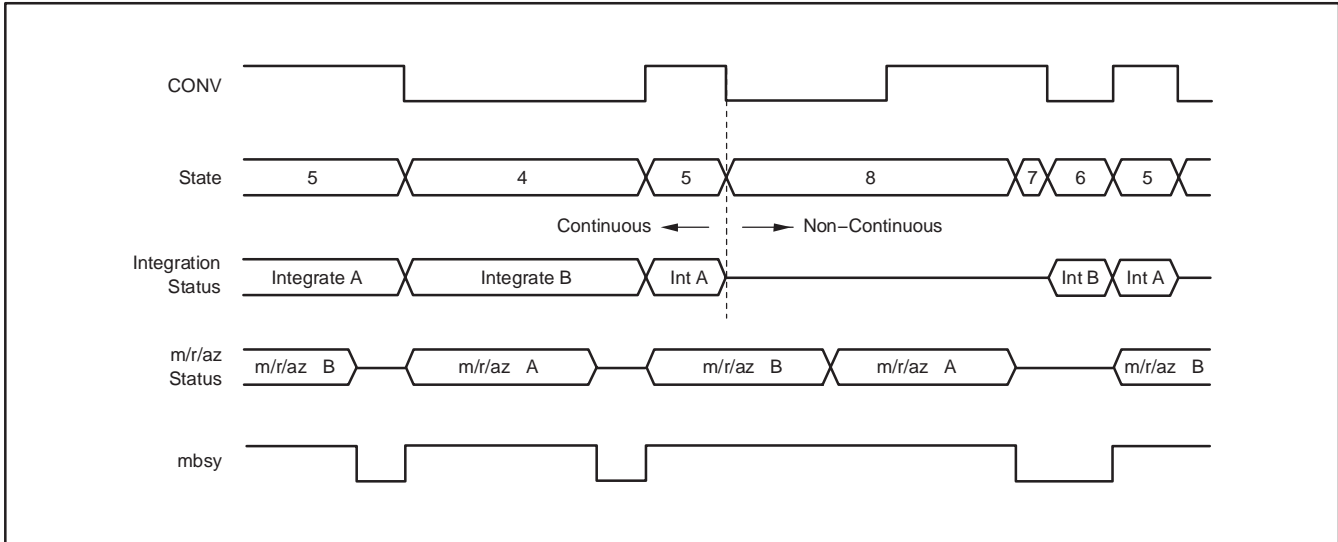 CONV
State
5 4 5 8 7 6 5
Continuous Non−Continuous
Integration
Status
Integrate A Integrate B Int A Int B Int A
m/r/az
Status
m/r/az B m/r/az A m/r/az B m/r/az A m/r/az B
mbsy